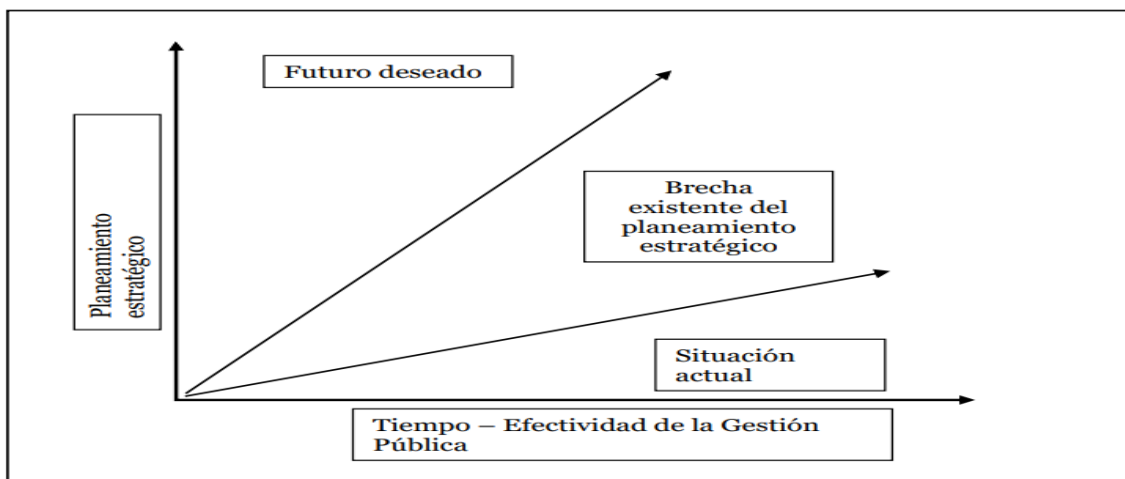 Futuro deseado
Planeamiento
estratégico
Brecha
existente del
planeamiento
estratégico
Situación
actual
Tiempo – Efectividad de la Gestión
Pública